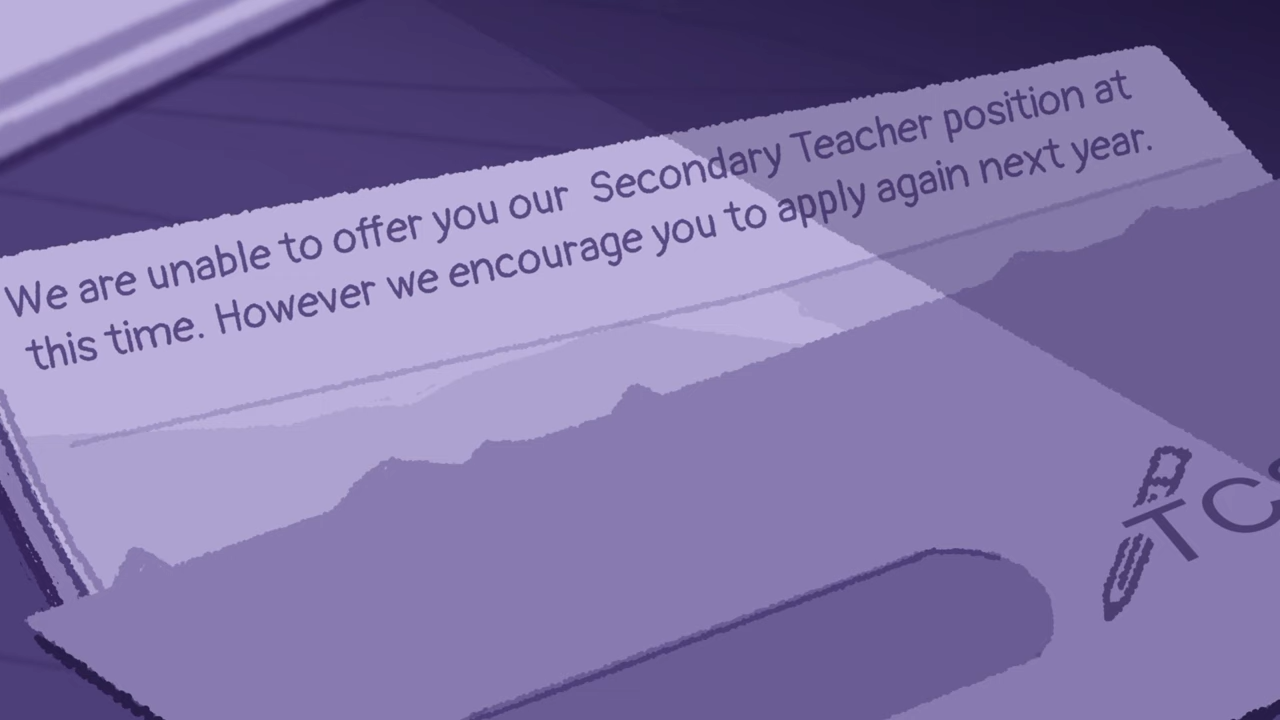 We are unable to offer you our Secondary Teacher position at
this time. However we encourage you to apply again next year.